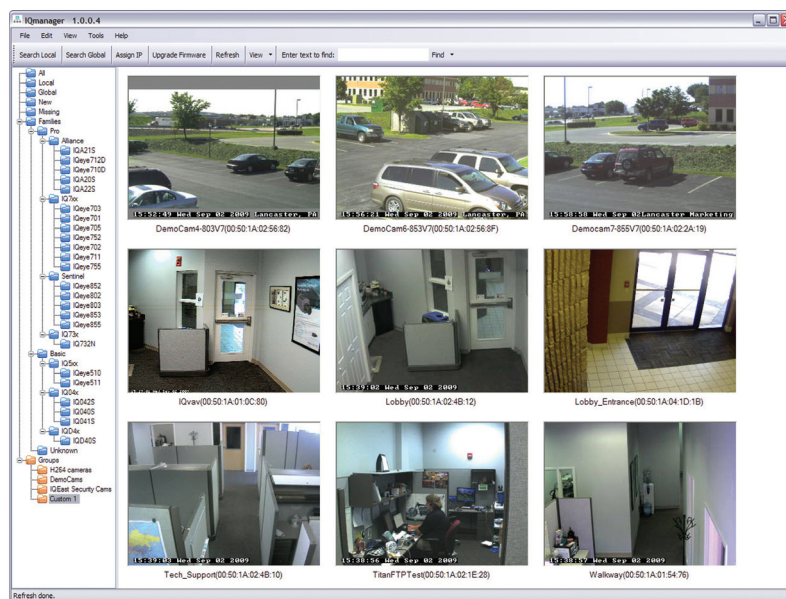 IQmanager 1.0.0.4
File Edit View Tools Help
Search Local Search Global Assign IP Upgrade Firmware Refresh View Enter text to find: Find
All
Local
Global
New
Missing
Families
Pro
Alliance
IQA21S
IQeye712D
IQeye710D
IQA20S
IQA22S
IQ7xx
IQeye703
IQeye701
IQeye705
IQeye752
IQeye702
IQeye711
IQeye755
Sentinel
IQeye852
IQeye802
IQeye803
IQeye853
IQeye855
IQ73x
IQ732N
Basic
IQ5xx
IQeye510
IQeye511
IQ04x
IQ042S
IQ040S
IQ041S
IQD4x
IQD40S
Unknown
Groups
H264 cameras
DemoCams
IQEast Security Cams
Custom 1
15:52:49 Wed Sep 02 2009 Lancaster, PA
DemoCam4-803V7(00:50:1A:02:56:82)
15:56:21 Wed Sep 02 2009 Lancaster, PA
DemoCam6-853V7(00:50:1A:02:56:8F)
15:58:58 Wed Sep 02 2009 Lancaster Marketing
Democam7-855V7(00:50:1A:02:2A:19)
IQvav(00:50:1A:01:0C:80)
15:39:02 Wed Sep 02 2009
Lobby(00:50:1A:02:4B:12)
Lobby_Entrance(00:50:1A:04:1D:1B)
15:39:03 Wed Sep 02 2009
Tech_Support(00:50:1A:02:4B:10)
15:38:56 Wed Sep 02 2009
TitanFTPTest(00:50:1A:02:1E:28)
15:38:57 Wed Sep 02 2009
Walkway(00:50:1A:01:54:76)
Refresh done.